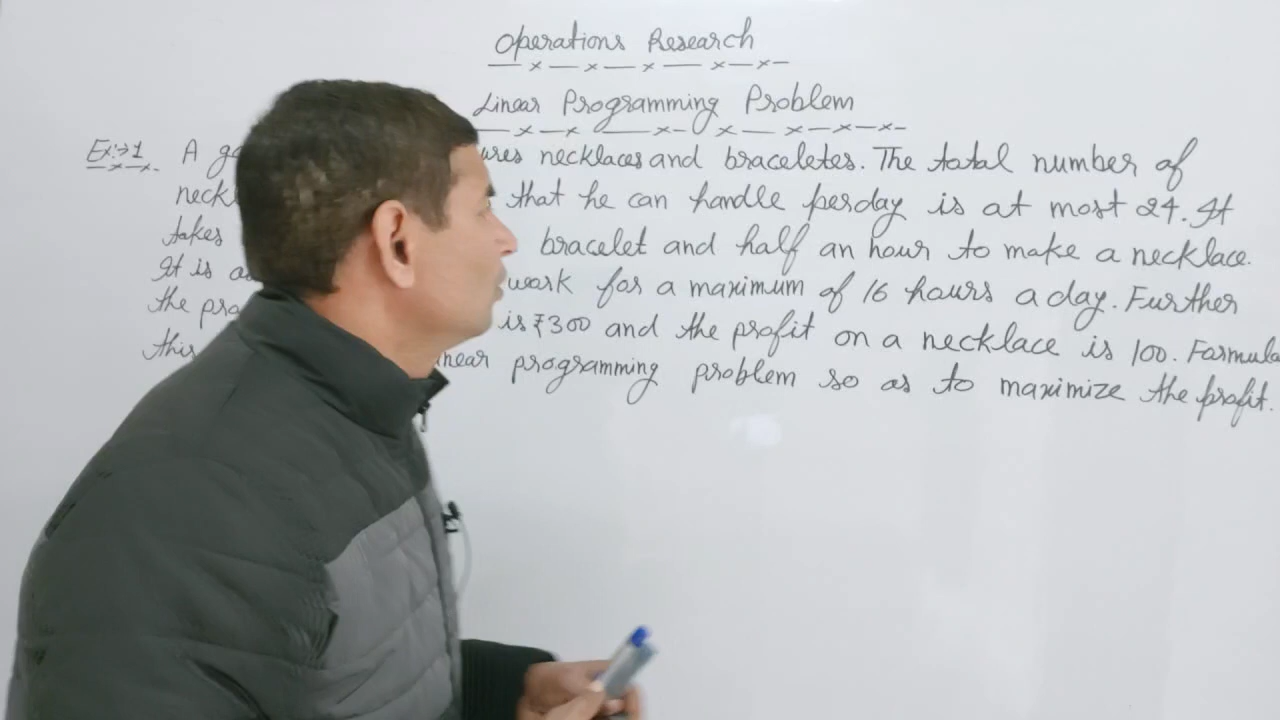 Operations Research
Linear Programming Problem
Ex:→1 A necklaces and braceletes. The total number of
that he can handle perday is at most 24. It
takes bracelet and half an hour to make a necklace.
It is work for a maximum of 16 hours a day. Further
the is ₹300 and the profit on a necklace is 100.
this programming problem so as to maximize the profit.